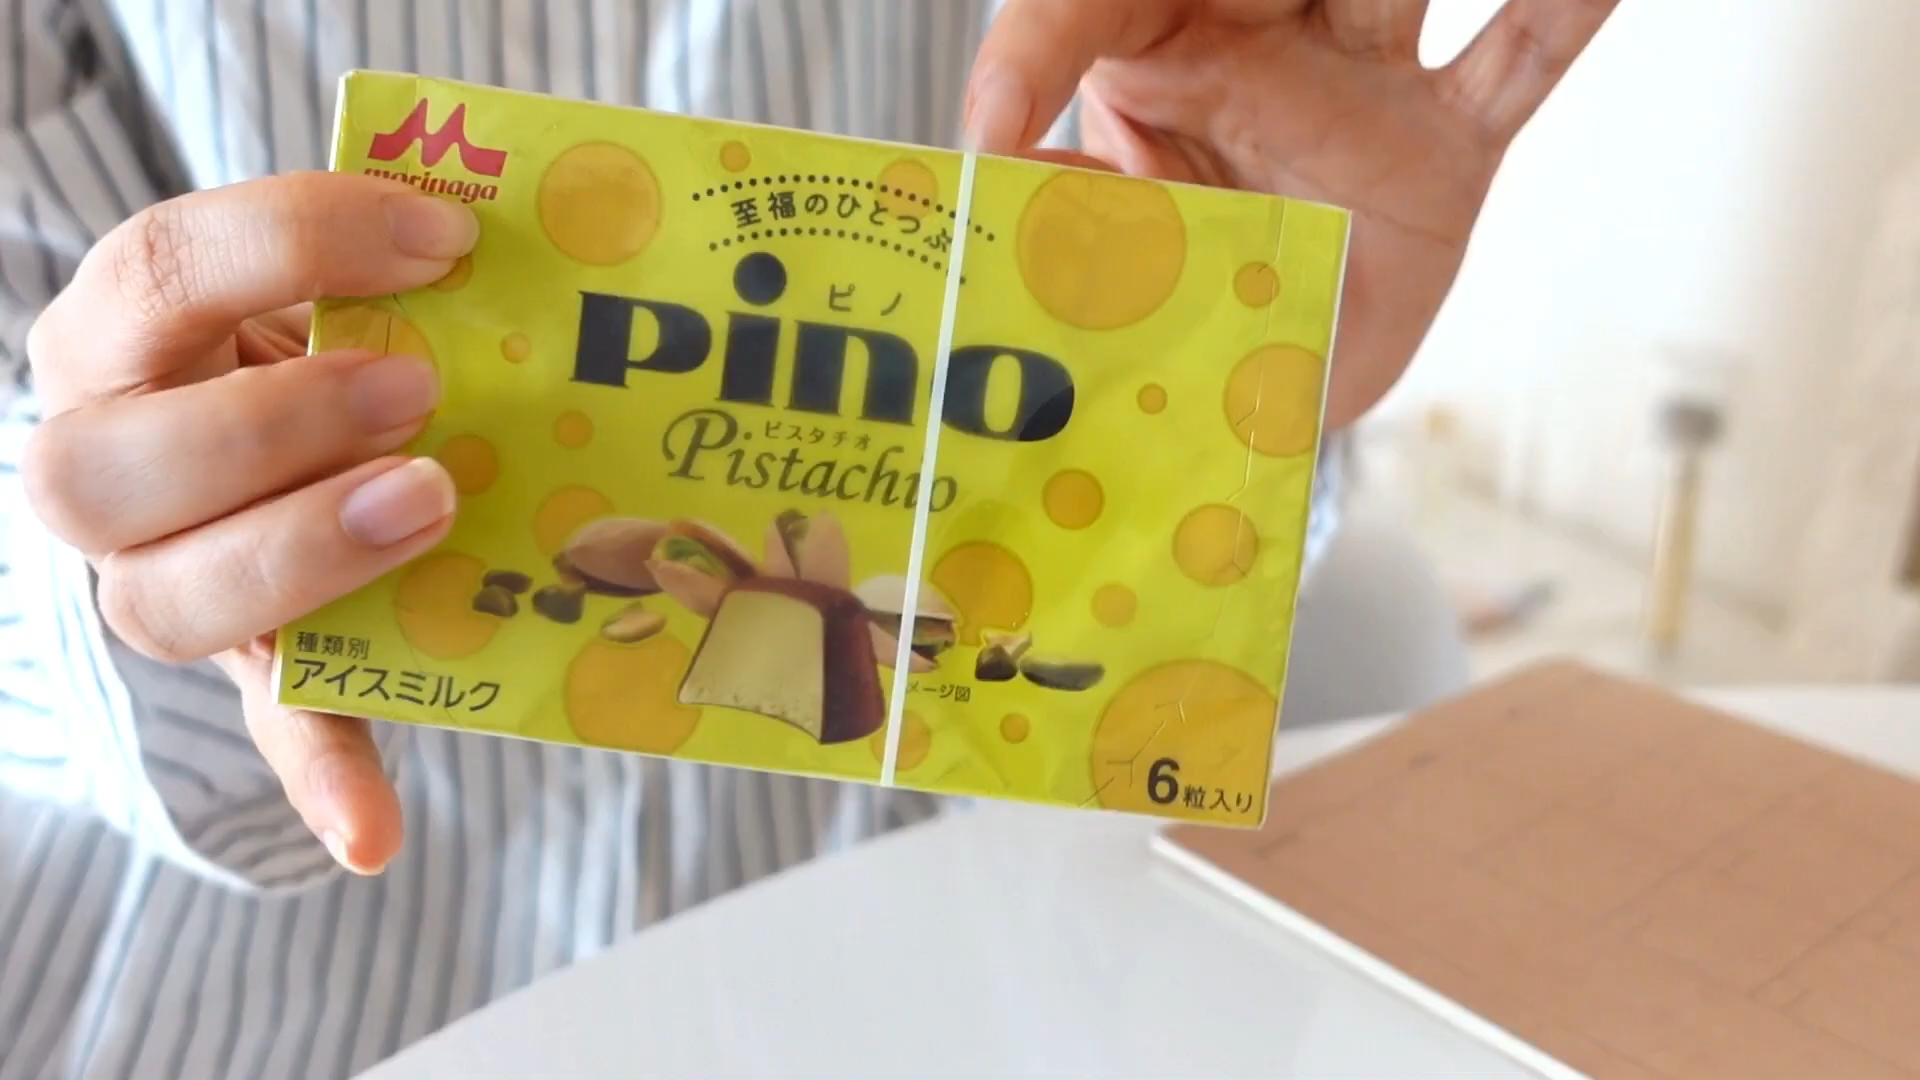 morinaga
至福のひとつぶ
ピノ
pino
ピスタチオ
Pistachio
メージ図
種類別
アイスミルク
6粒入り